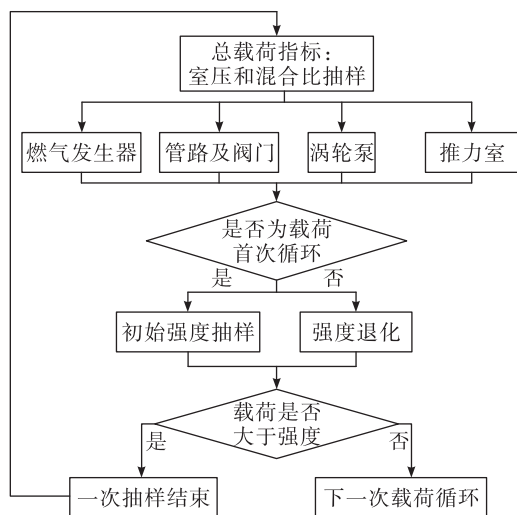 总载荷指标：
室压和混合比抽样
燃气发生器
管路及阀门
涡轮泵
推力室
是否为载荷
首次循环
是
否
初始强度抽样
强度退化
载荷是否
大于强度
是
否
一次抽样结束
下一次载荷循环